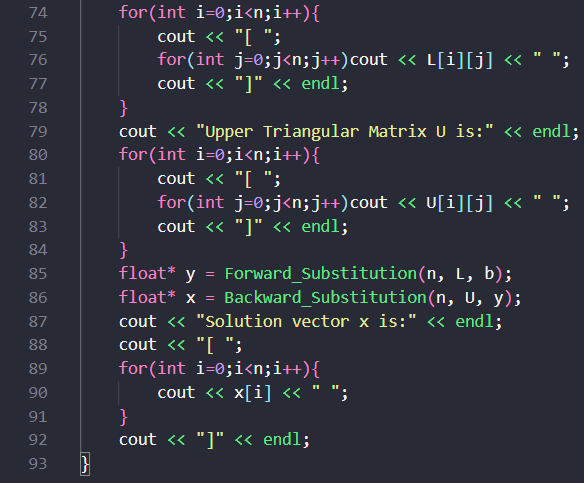 74 for(int i=0;i<n;i++){
75 cout << "[ ";
76 for(int j=0;j<n;j++)cout << L[i][j] << " ";
77 cout << "]" << endl;
78 }
79 cout << "Upper Triangular Matrix U is:" << endl;
80 for(int i=0;i<n;i++){
81 cout << "[ ";
82 for(int j=0;j<n;j++)cout << U[i][j] << " ";
83 cout << "]" << endl;
84 }
85 float* y = Forward_Substitution(n, L, b);
86 float* x = Backward_Substitution(n, U, y);
87 cout << "Solution vector x is:" << endl;
88 cout << "[ ";
89 for(int i=0;i<n;i++){
90 cout << x[i] << " ";
91 }
92 cout << "]" << endl;
93 }